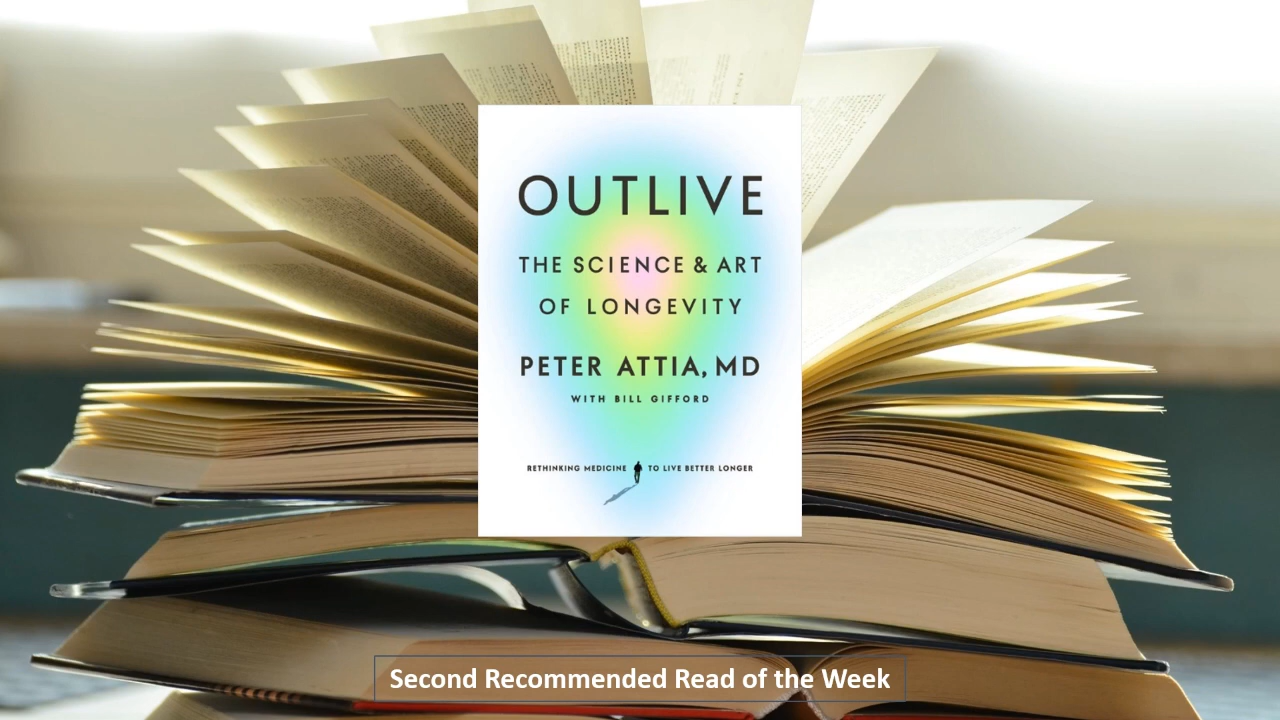 OUTLIVE
THE SCIENCE & ART
OF LONGEVITY
PETER ATTIA, MD
WITH BILL GIFFORD
RETHINKING MEDICINE TO LIVE BETTER LONGER
Second Recommended Read of the Week